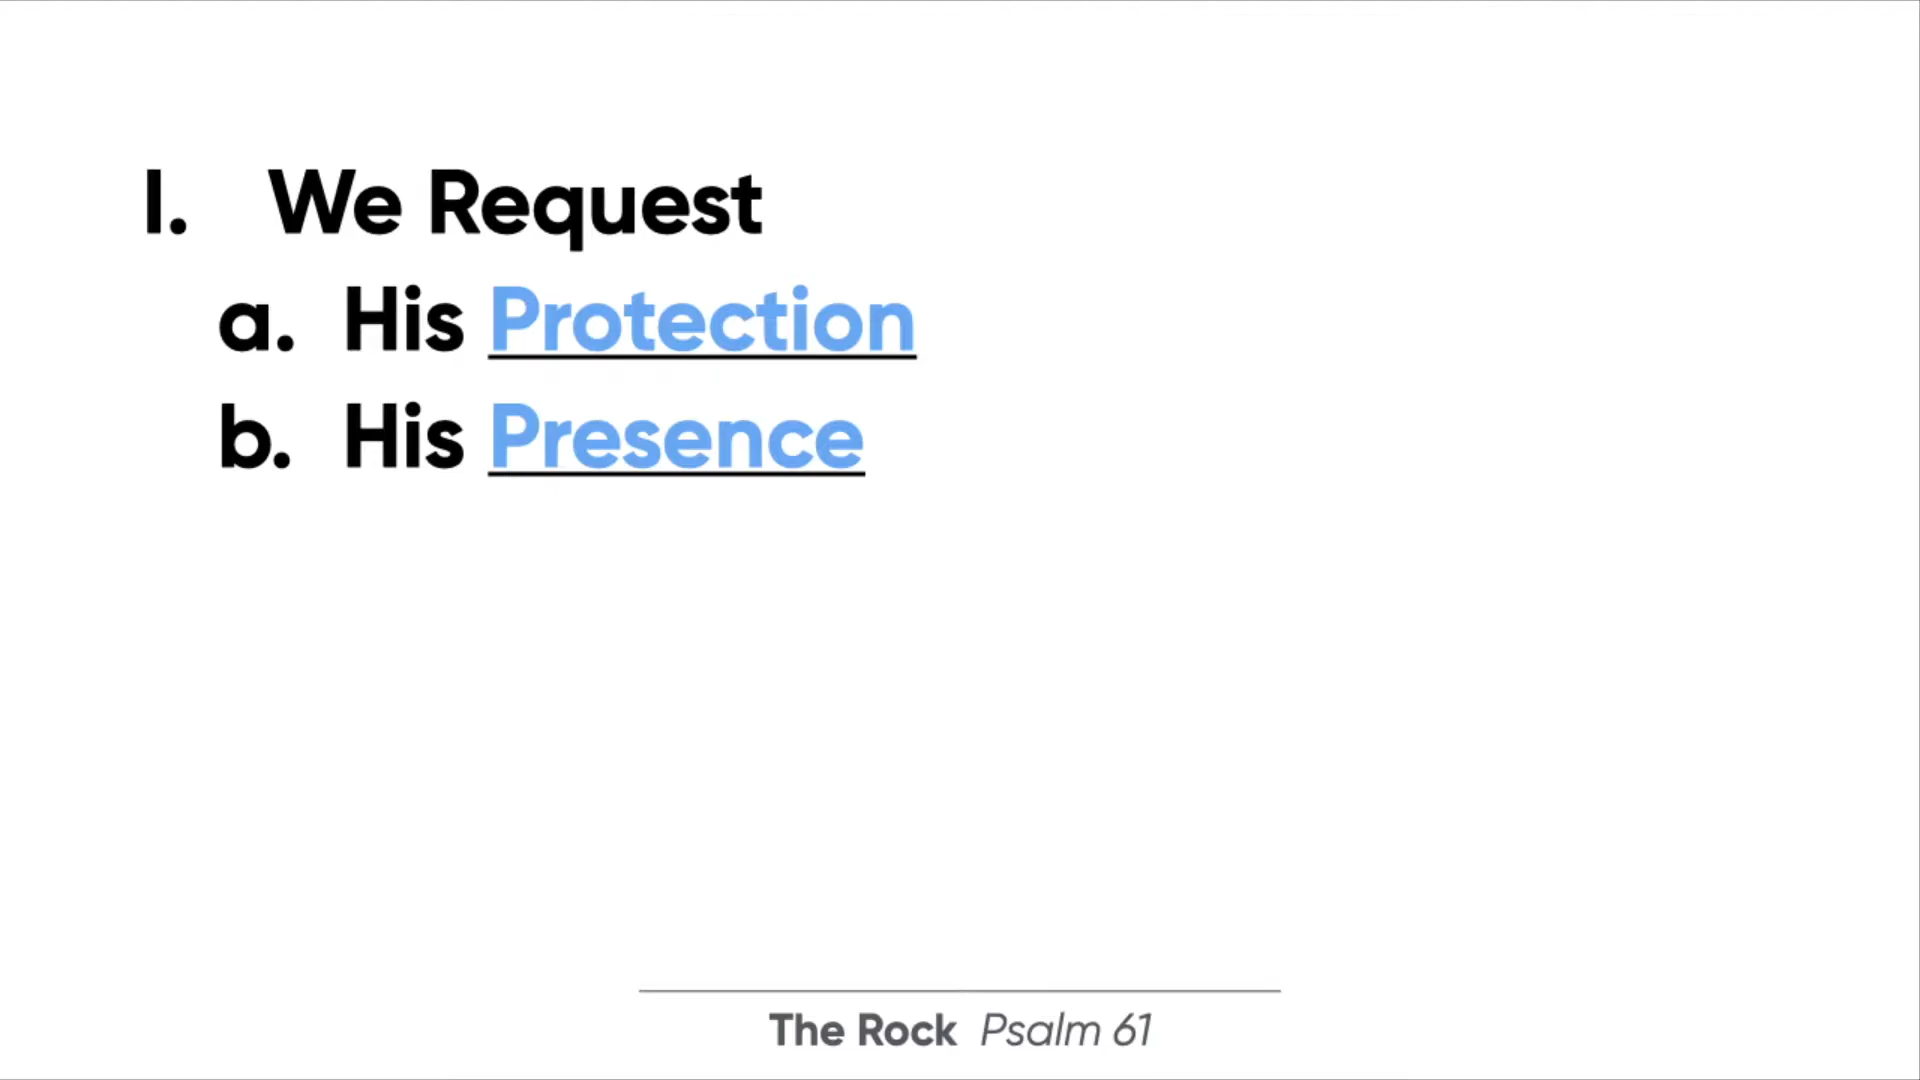 I. We Request
a. His Protection
b. His Presence
The Rock Psalm 61